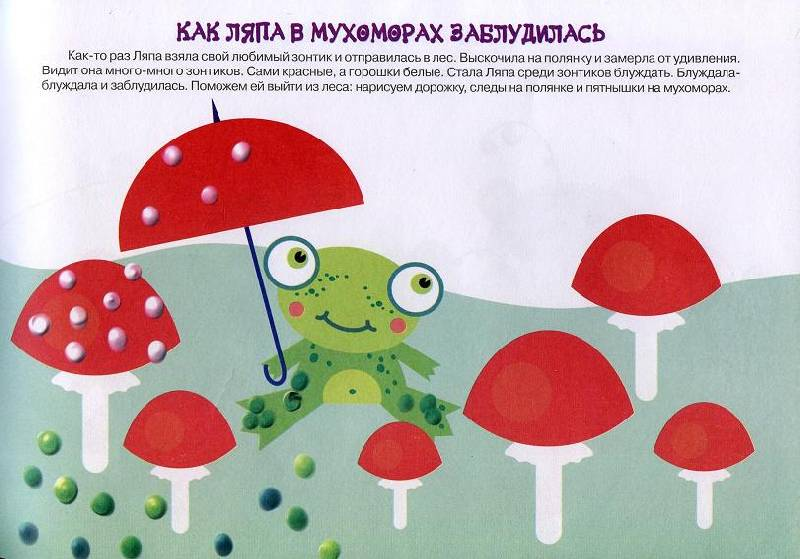 КАК ЛЯПА В МУХОМОРАХ ЗАБЛУДИЛАСЬ
Как-то раз Ляпа взяла свой любимый зонтик и отправилась в лес. Выскочила на полянку и замерла от удивления.
Видит она много-много зонтиков. Сами красные, а горошки белые. Стала Ляпа среди зонтиков блуждать. Блуждала-
блуждала и заблудилась. Поможем ей выйти из леса: нарисуем дорожку, следы на полянке и пятнышки на мухоморах.